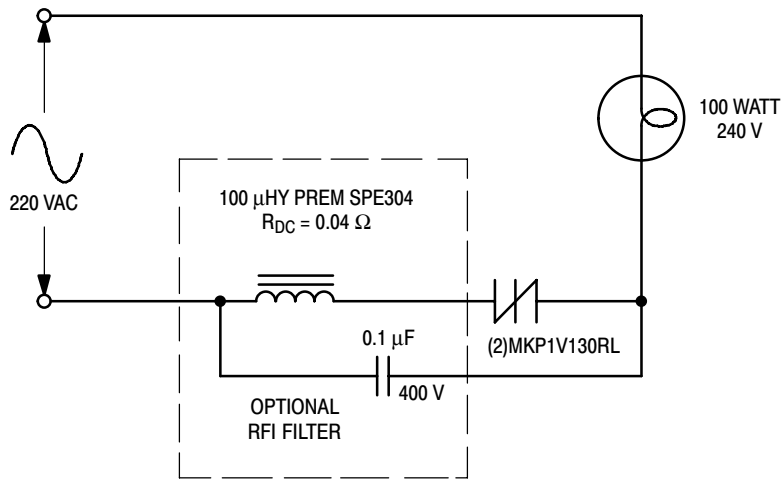 100 WATT
240 V
220 VAC
100 μHY PREM SPE304
R_DC = 0.04 Ω
(2)MKP1V130RL
0.1 μF
400 V
OPTIONAL
RFI FILTER